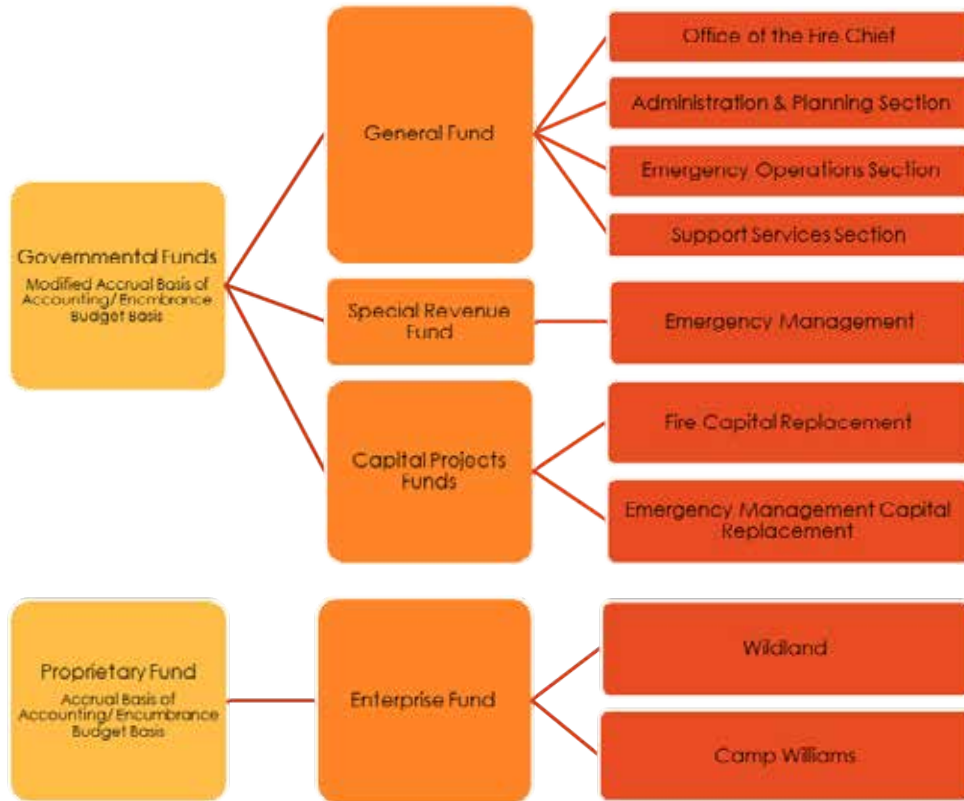 Governmental Funds
Modified Accrual Basis of
Accounting/ Encmbrance
Budget Basis
General Fund
Office of the Fire Chief
Administration & Planning Section
Emergency Operations Section
Support Services Section
Special Revenue
Fund
Emergency Management
Capital Projects
Funds
Fire Capital Replacement
Emergency Management Capital
Replacement
Proprietary Fund
Accrual Basis of
Accounting/ Encumbrance
Budget Basis
Enterprise Fund
Wildland
Camp Williams